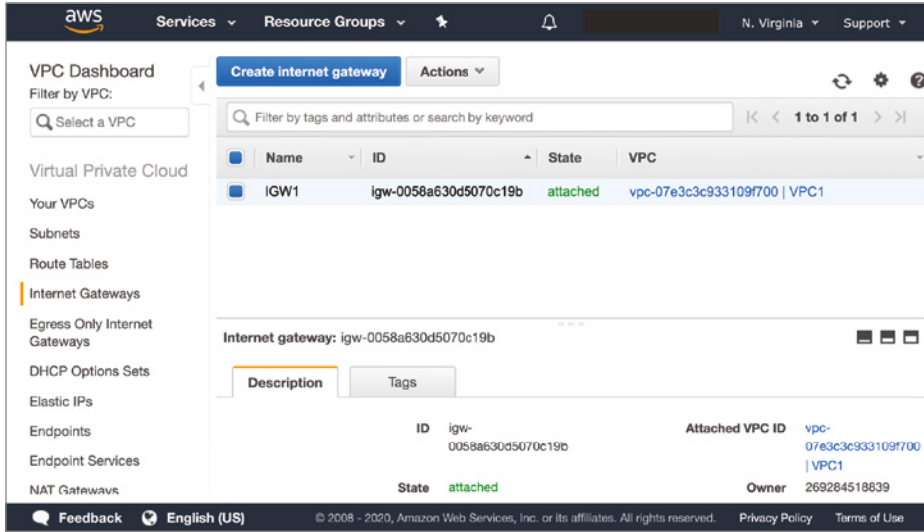 aws
Services
Resource Groups
N. Virginia
Support
VPC Dashboard
Filter by VPC:
Select a VPC
Virtual Private Cloud
Your VPCs
Subnets
Route Tables
Internet Gateways
Egress Only Internet
Gateways
DHCP Options Sets
Elastic IPs
Endpoints
Endpoint Services
NAT Gateways
Create internet gateway
Actions
Filter by tags and attributes or search by keyword
1 to 1 of 1
Name ID State VPC
IGW1 igw-0058a630d5070c19b attached vpc-07e3c3c933109f700 | VPC1
Internet gateway: igw-0058a630d5070c19b
Description Tags
ID igw-
0058a630d5070c19b
Attached VPC ID vpc-
07e3c3c933109f700
| VPC1
State attached
Owner 269284518839
Feedback English (US) © 2008 - 2020, Amazon Web Services, Inc. or its affiliates. All rights reserved. Privacy Policy Terms of Use